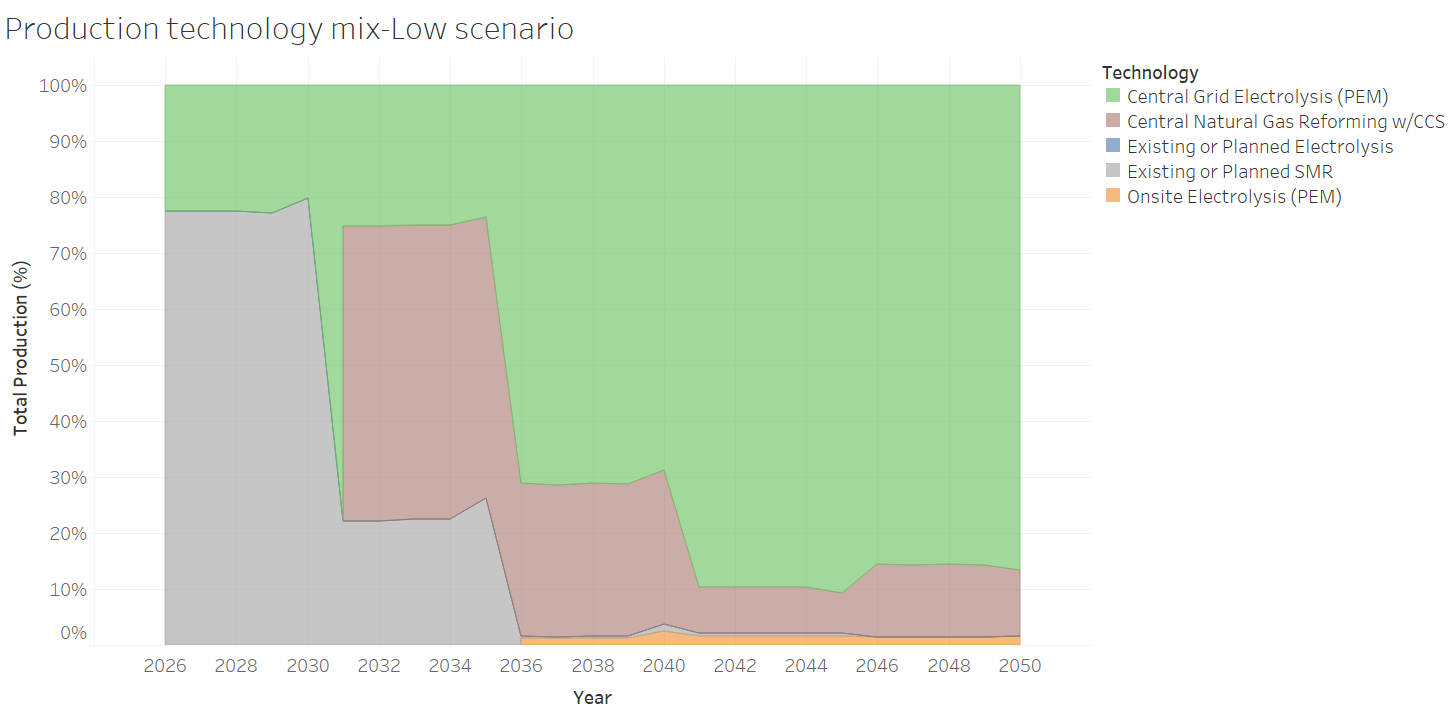 Production technology mix-Low scenario
Technology
Central Grid Electrolysis (PEM)
Central Natural Gas Reforming w/CCS
Existing or Planned Electrolysis
Existing or Planned SMR
Onsite Electrolysis (PEM)
Total Production (%)
100%
90%
80%
70%
60%
50%
40%
30%
20%
10%
0%
2026 2028 2030 2032 2034 2036 2038 2040 2042 2044 2046 2048 2050
Year